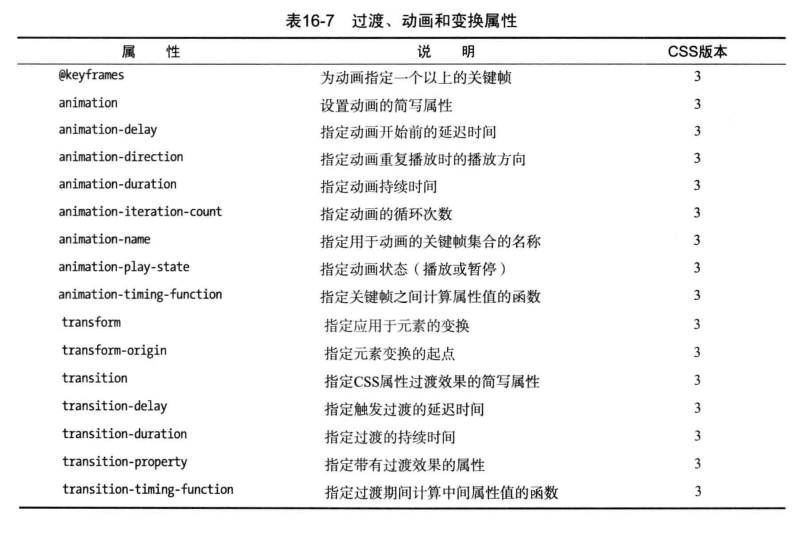 表16-7 过渡、动画和变换属性
属 性 说 明 CSS版本
@keyframes 为动画指定一个以上的关键帧 3
animation 设置动画的简写属性 3
animation-delay 指定动画开始前的延迟时间 3
animation-direction 指定动画重复播放时的播放方向 3
animation-duration 指定动画持续时间 3
animation-iteration-count 指定动画的循环次数 3
animation-name 指定用于动画的关键帧集合的名称 3
animation-play-state 指定动画状态（播放或暂停） 3
animation-timing-function 指定关键帧之间计算属性值的函数 3
transform 指定应用于元素的变换 3
transform-origin 指定元素变换的起点 3
transition 指定CSS属性过渡效果的简写属性 3
transition-delay 指定触发过渡的延迟时间 3
transition-duration 指定过渡的持续时间 3
transition-property 指定带有过渡效果的属性 3
transition-timing-function 指定过渡期间计算中间属性值的函数 3